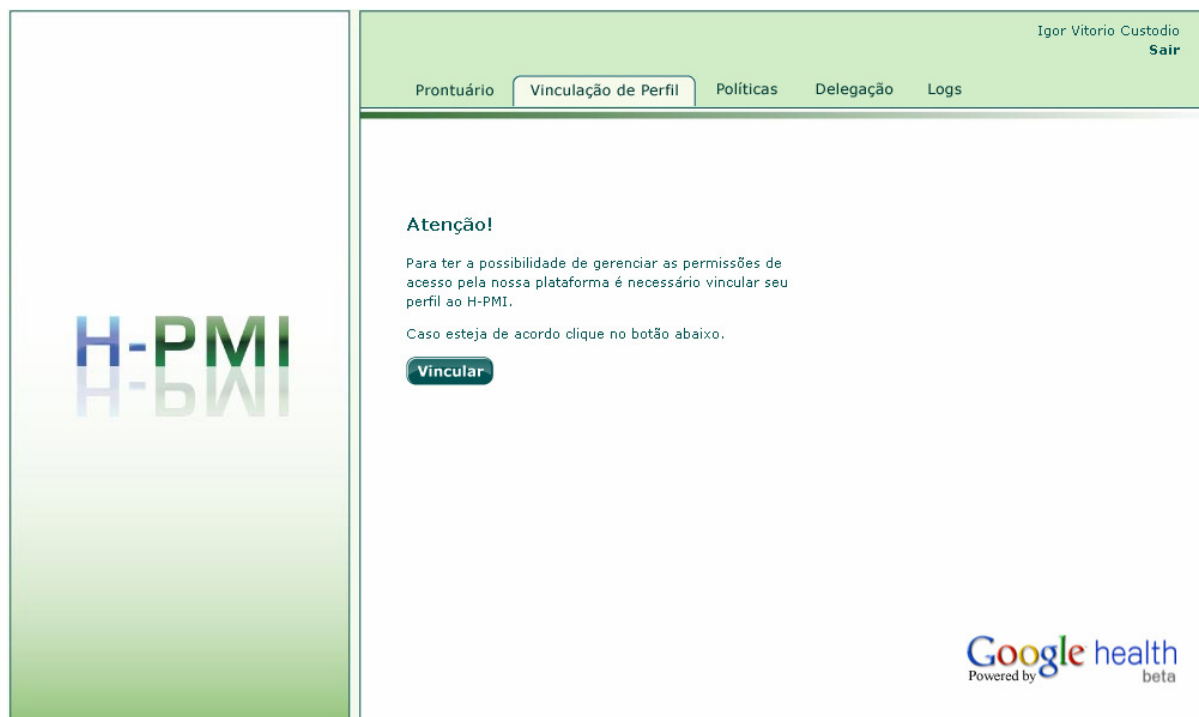 Igor Vitorio Custodio
Sair
Prontuário Vinculação de Perfil Políticas Delegação Logs
Atenção!
Para ter a possibilidade de gerenciar as permissões de
acesso pela nossa plataforma é necessário vincular seu
perfil ao H-PMI.
Caso esteja de acordo clique no botão abaixo.
Vincular
H-PMI
Google health
Powered by beta